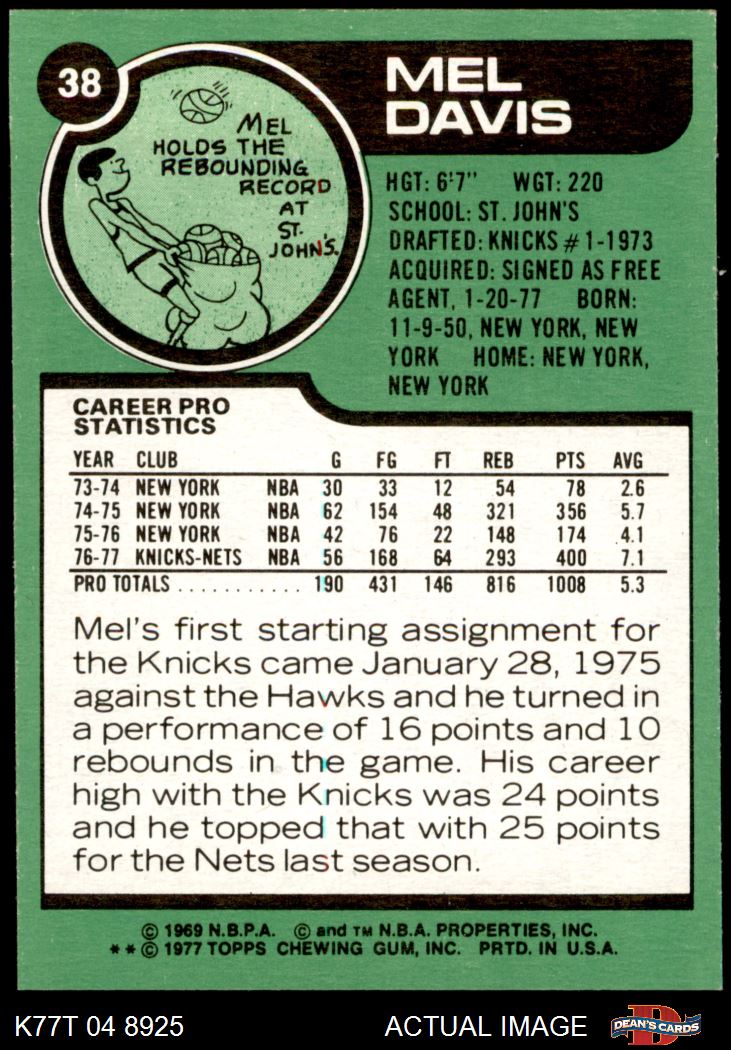 38
MEL
DAVIS
MEL
HOLDS THE
REBOUNDING
RECORD
AT
ST.
JOHN'S.
HGT: 6'7" WGT: 220
SCHOOL: ST. JOHN'S
DRAFTED: KNICKS #1-1973
ACQUIRED: SIGNED AS FREE
AGENT, 1-20-77 BORN:
11-9-50, NEW YORK, NEW
YORK HOME: NEW YORK,
NEW YORK
CAREER PRO
STATISTICS
YEAR CLUB G FG FT REB PTS AVG
73-74 NEW YORK NBA 30 33 12 54 78 2.6
74-75 NEW YORK NBA 62 154 48 321 356 5.7
75-76 NEW YORK NBA 42 76 22 148 174 4.1
76-77 KNICKS-NETS NBA 56 168 64 293 400 7.1
PRO TOTALS . . . . . . . . . . . 190 431 146 816 1008 5.3
Mel's first starting assignment for
the Knicks came January 28, 1975
against the Hawks and he turned in
a performance of 16 points and 10
rebounds in the game. His career
high with the Knicks was 24 points
and he topped that with 25 points
for the Nets last season.
© 1969 N.B.P.A. © and TM N.B.A. PROPERTIES, INC.
**© 1977 TOPPS CHEWING GUM, INC. PRTD. IN U.S.A.
K77T 04 8925 ACTUAL IMAGE DEAN'S CARDS